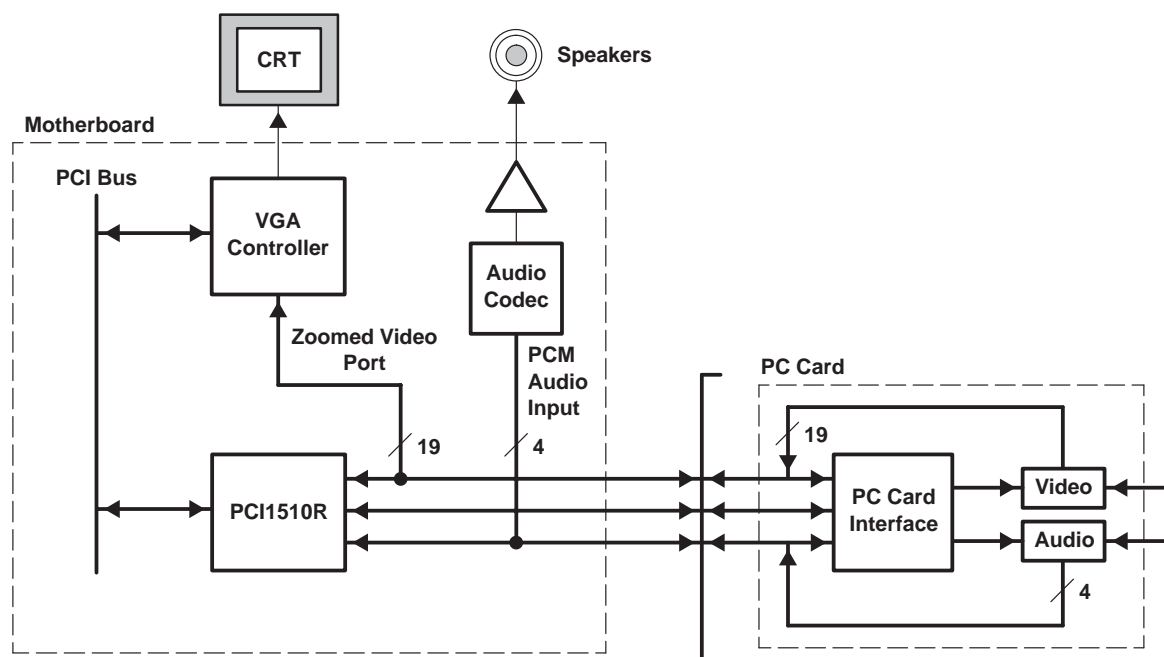 CRT
Speakers
Motherboard
PCI Bus
VGA
Controller
Audio
Codec
Zoomed Video
Port
PCM
Audio
Input
PC Card
19
4
19
PCI1510R
PC Card
Interface
Video
Audio
4